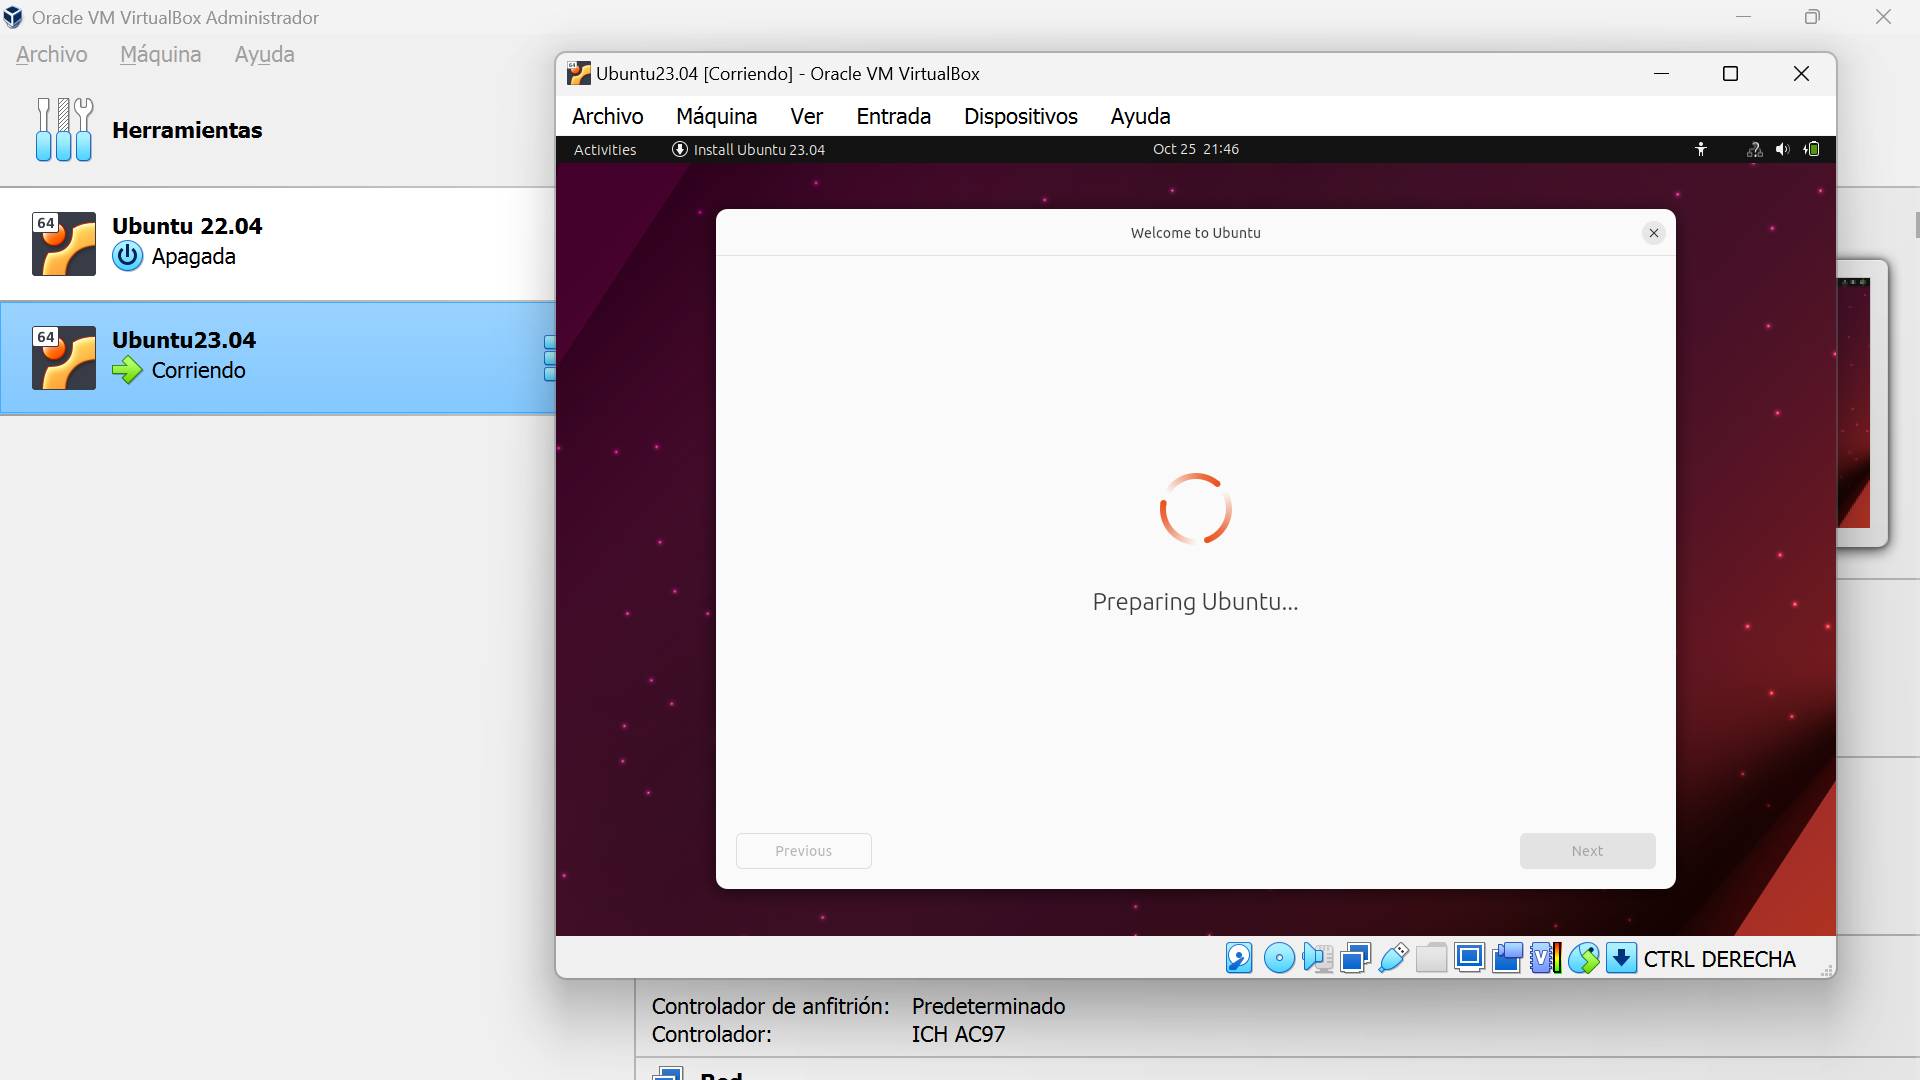 Oracle VM VirtualBox Administrador
Archivo Máquina Ayuda
Herramientas
64
Ubuntu 22.04
Apagada
64
Ubuntu23.04
Corriendo
64
Ubuntu23.04 [Corriendo] - Oracle VM VirtualBox
Archivo Máquina Ver Entrada Dispositivos Ayuda
Activities Install Ubuntu 23.04 Oct 25 21:46
Welcome to Ubuntu
Preparing Ubuntu...
Previous Next
V
CTRL DERECHA
Controlador de anfitrión: Predeterminado
Controlador: ICH AC97
Red